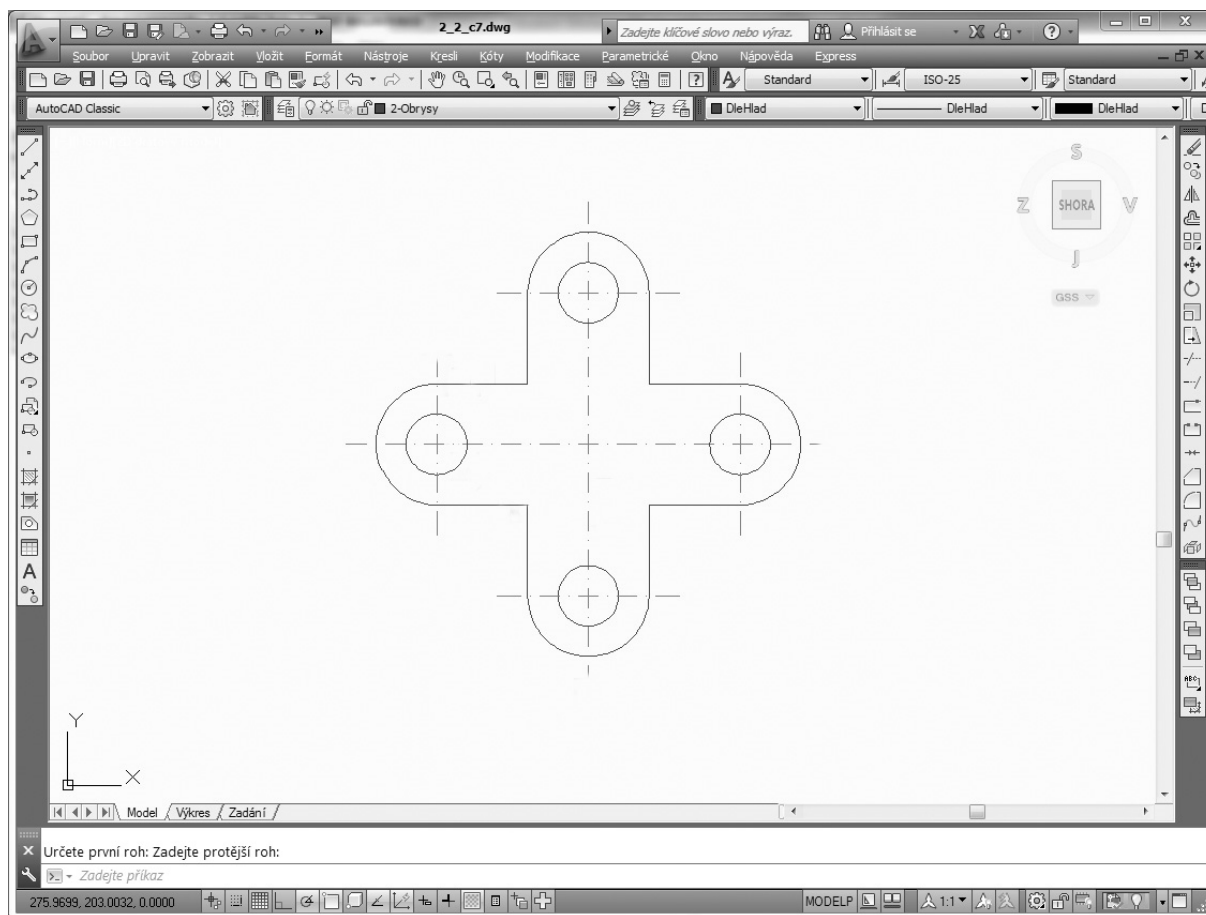 2_2_c7.dwg
Zadejte klíčové slovo nebo výraz.
Přihlásit se
Soubor Upravit Zobrazit Vložit Formát Nástroje Kresli Kóty Modifikace Parametrické Okno Nápověda Express
Standard ISO-25 Standard
AutoCAD Classic 2-Obrysy DleHlad DleHlad DleHlad
S
Z SHORA V
J
GSS
A
Y
X
Model Výkres Zadání
Určete první roh: Zadejte protější roh:
Zadejte příkaz
275.9699, 203.0032, 0.0000 MODELP 1:1